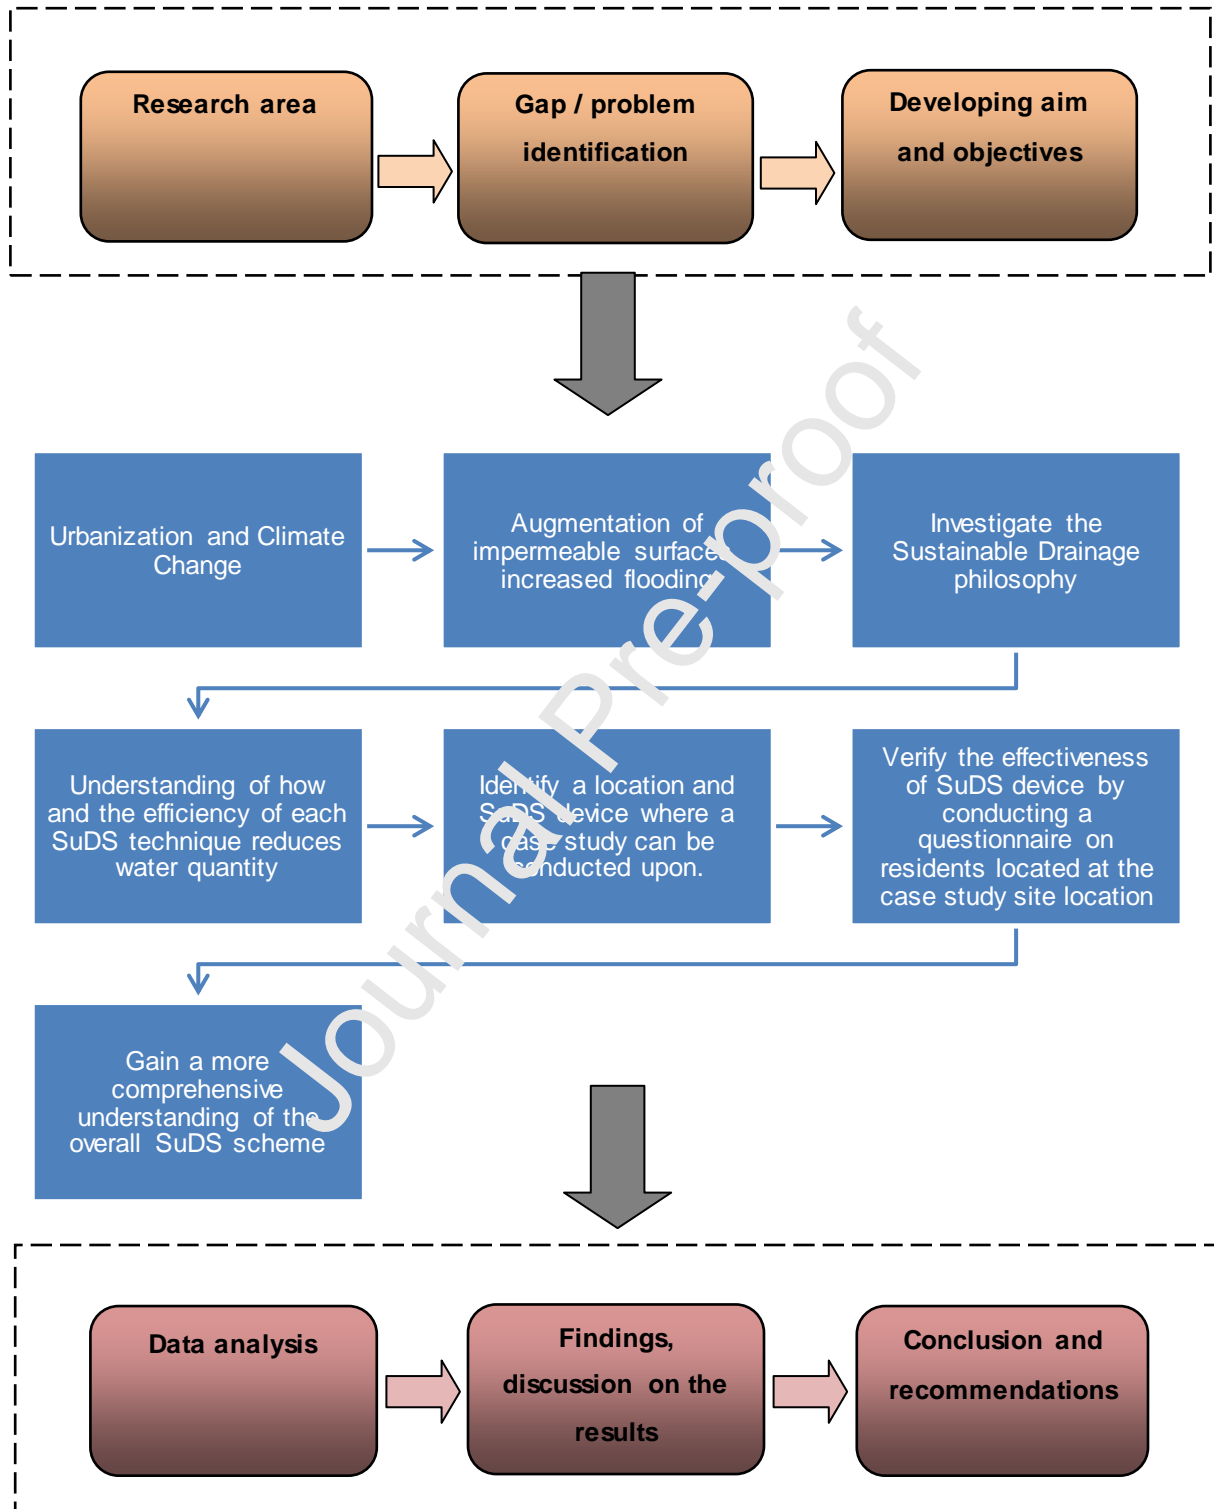 Research area
Gap / problem
identification
Developing aim
and objectives
Urbanization and Climate
Change
Augmentation of
impermeable surfaces
increased flooding
Investigate the
Sustainable Drainage
philosophy
Understanding of how
and the efficiency of each
SuDS technique reduces
water quantity
Identify a location and
SuDS device where a
case study can be
conducted upon.
Verify the effectiveness
of SuDS device by
conducting a
questionnaire on
residents located at the
case study site location
Gain a more
comprehensive
understanding of the
overall SuDS scheme
Data analysis
Findings,
discussion on the
results
Conclusion and
recommendations
Journal Pre-proof